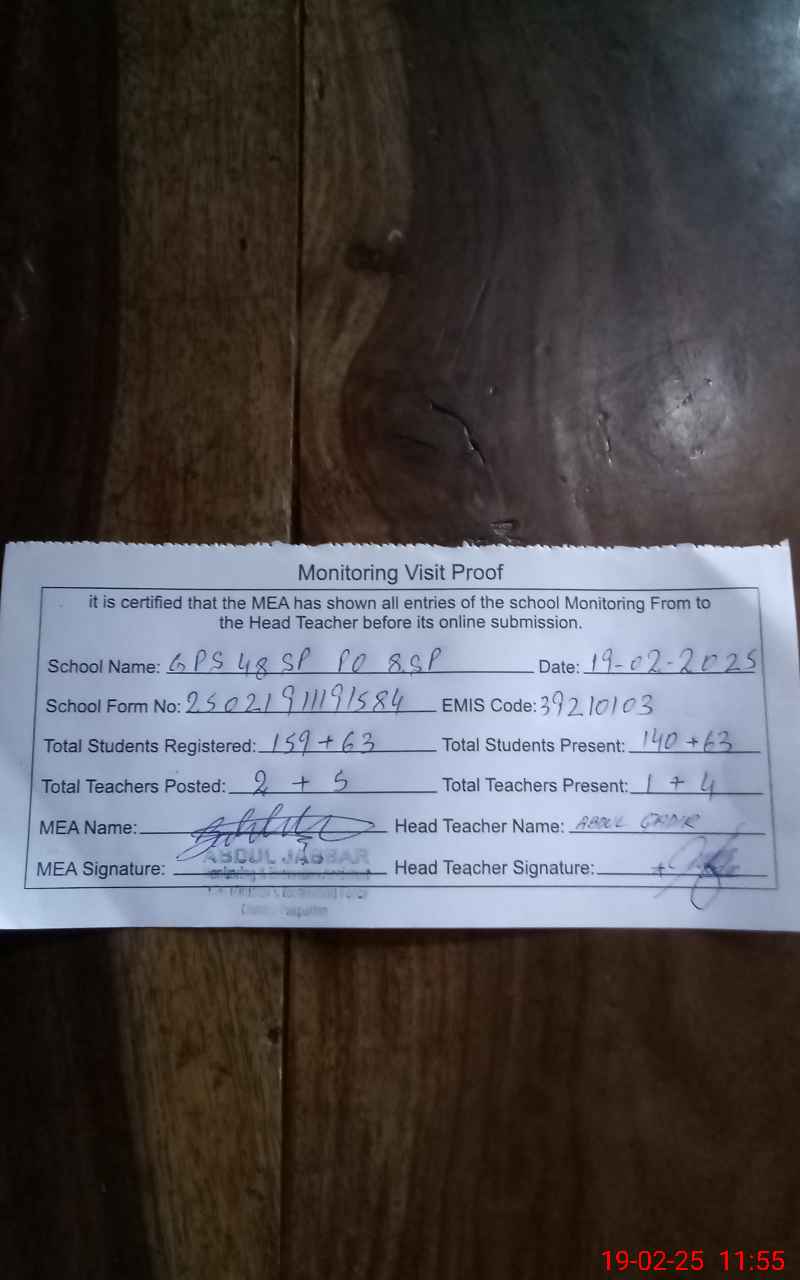 Monitoring Visit Proof
it is certified that the MEA has shown all entries of the school Monitoring From to
the Head Teacher before its online submission.
School Name: GPS 48 SP PO 8.SP Date: 19-02-2025
School Form No: EMIS Code: 39210103
Total Students Registered: 159+63 Total Students Present: 140+63
Total Teachers Posted: 2 + 5 Total Teachers Present: 1 + 4
MEA Name: Head Teacher Name: ABDUL
ABDUL JABBAR
MEA Signature: Head Teacher Signature:
19-02-25 11:55